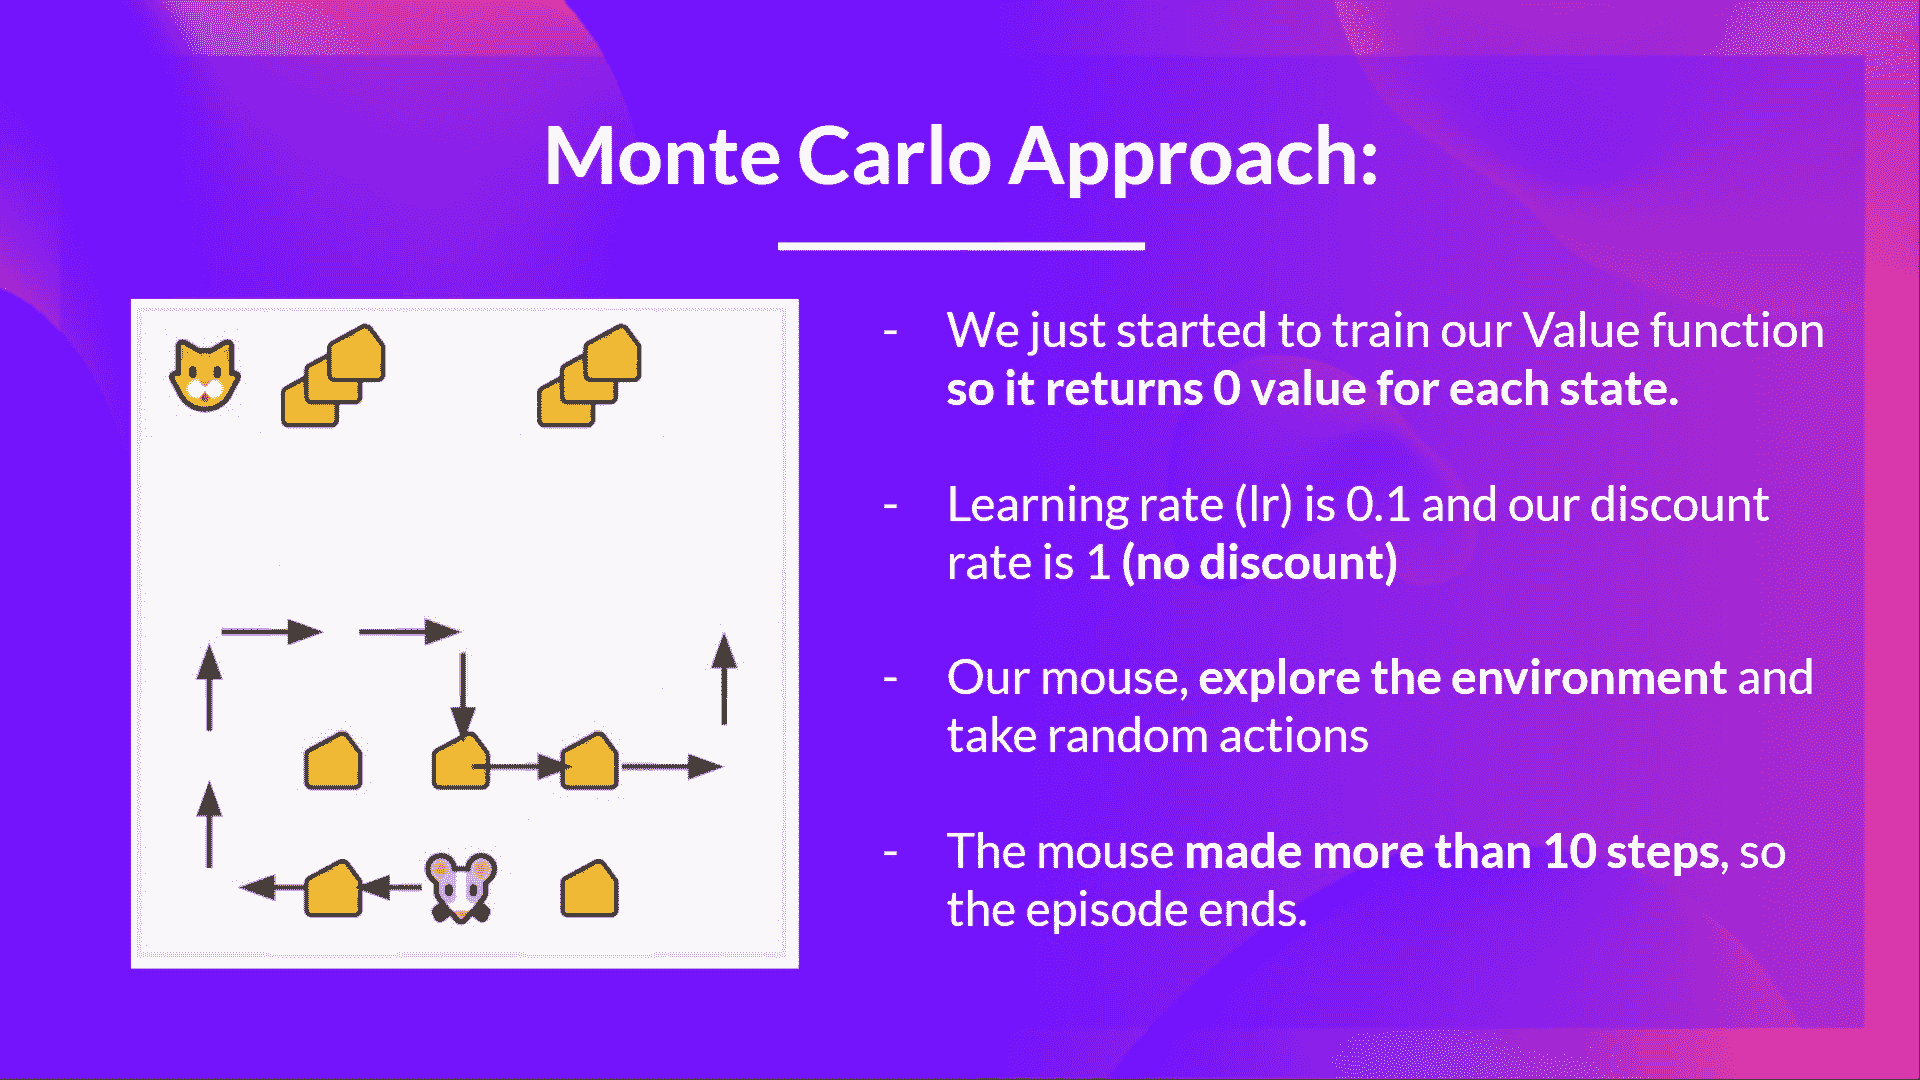 Monte Carlo Approach:
- We just started to train our Value function
so it returns 0 value for each state.
- Learning rate (lr) is 0.1 and our discount
rate is 1 (no discount)
- Our mouse, explore the environment and
take random actions
- The mouse made more than 10 steps, so
the episode ends.